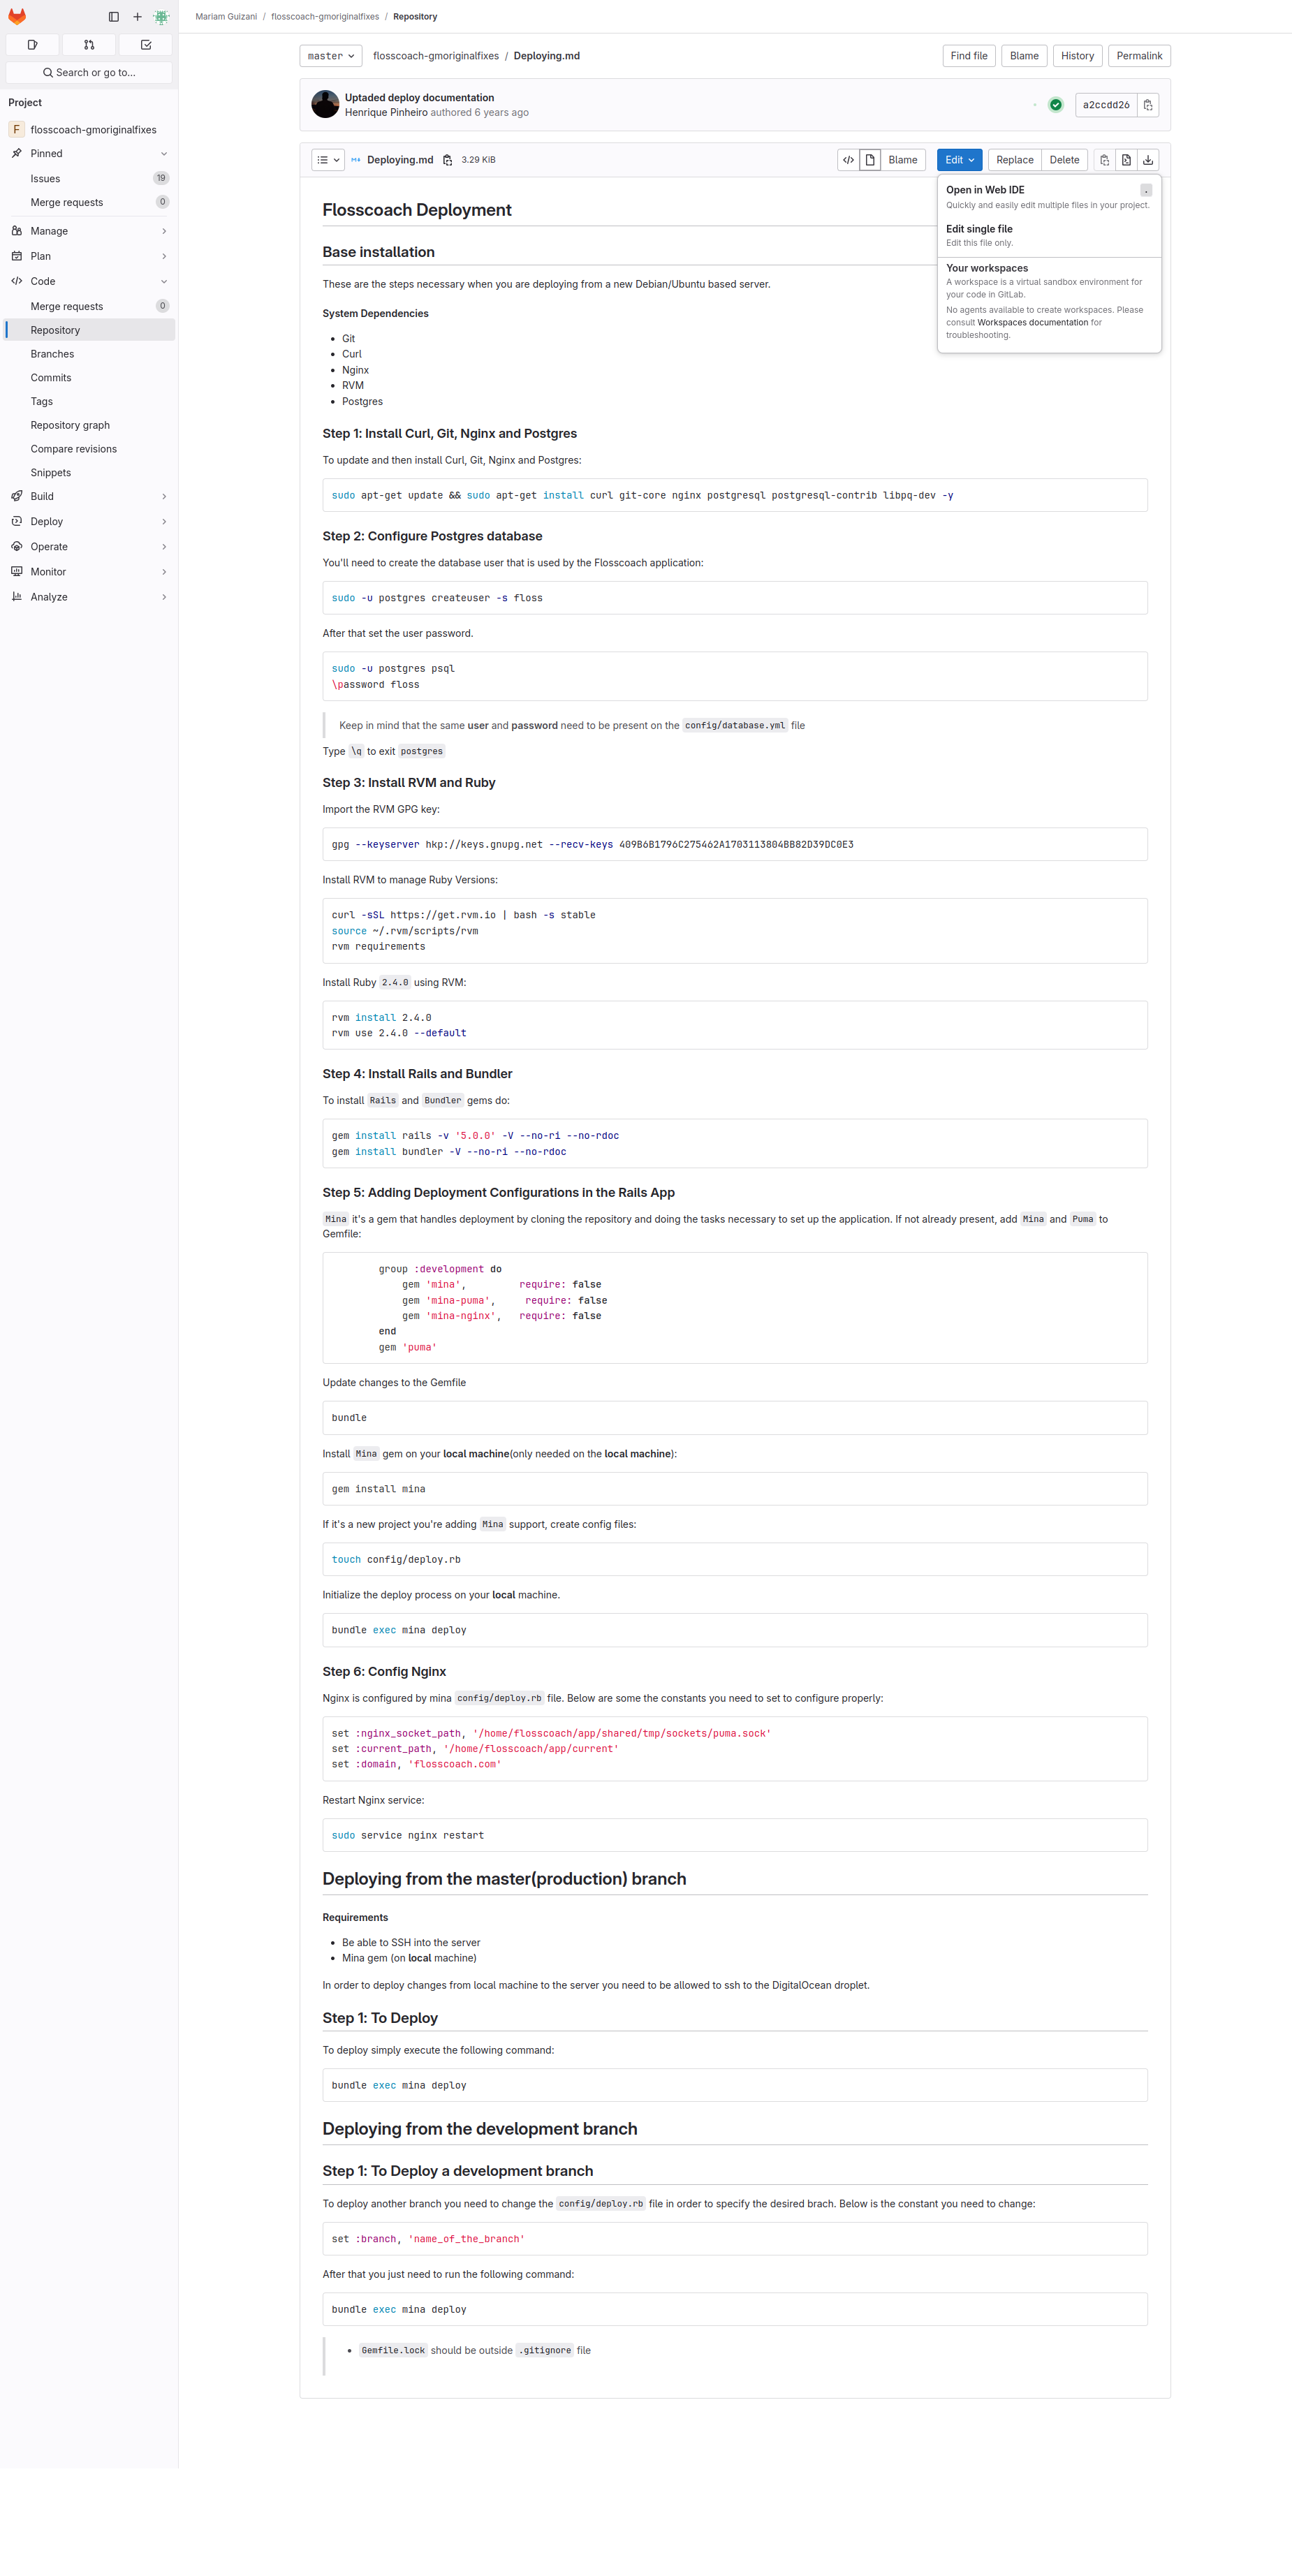 Mariam Guizani / flosscoach-gmoriginalfixes / Repository
Search or go to...
Project
F flosscoach-gmoriginalfixes
Pinned
Issues 19
Merge requests 0
Manage
Plan
Code
Merge requests 0
Repository
Branches
Commits
Tags
Repository graph
Compare revisions
Snippets
Build
Deploy
Operate
Monitor
Analyze
master flosscoach-gmoriginalfixes / Deploying.md Find file Blame History Permalink
Uptaded deploy documentation
Henrique Pinheiro authored 6 years ago
a2ccdd26
Deploying.md 3.29 KiB Blame Edit Replace Delete
Open in Web IDE .
Quickly and easily edit multiple files in your project.
Edit single file
Edit this file only.
Your workspaces
A workspace is a virtual sandbox environment for
your code in GitLab.
No agents available to create workspaces. Please
consult Workspaces documentation for
troubleshooting.
Flosscoach Deployment
Base installation
These are the steps necessary when you are deploying from a new Debian/Ubuntu based server.
System Dependencies
• Git
• Curl
• Nginx
• RVM
• Postgres
Step 1: Install Curl, Git, Nginx and Postgres
To update and then install Curl, Git, Nginx and Postgres:
sudo apt-get update && sudo apt-get install curl git-core nginx postgresql postgresql-contrib libpq-dev -y
Step 2: Configure Postgres database
You'll need to create the database user that is used by the Flosscoach application:
sudo -u postgres createuser -s floss
After that set the user password.
sudo -u postgres psql
\password floss
Keep in mind that the same user and password need to be present on the config/database.yml file
Type \q to exit postgres
Step 3: Install RVM and Ruby
Import the RVM GPG key:
gpg --keyserver hkp://keys.gnupg.net --recv-keys 409B6B1796C275462A1703113804BB82D39DC0E3
Install RVM to manage Ruby Versions:
curl -sSL https://get.rvm.io | bash -s stable
source ~/.rvm/scripts/rvm
rvm requirements
Install Ruby 2.4.0 using RVM:
rvm install 2.4.0
rvm use 2.4.0 --default
Step 4: Install Rails and Bundler
To install Rails and Bundler gems do:
gem install rails -v '5.0.0' -V --no-ri --no-rdoc
gem install bundler -V --no-ri --no-rdoc
Step 5: Adding Deployment Configurations in the Rails App
Mina it's a gem that handles deployment by cloning the repository and doing the tasks necessary to set up the application. If not already present, add Mina and Puma to
Gemfile:
group :development do
gem 'mina', require: false
gem 'mina-puma', require: false
gem 'mina-nginx', require: false
end
gem 'puma'
Update changes to the Gemfile
bundle
Install Mina gem on your local machine(only needed on the local machine):
gem install mina
If it's a new project you're adding Mina support, create config files:
touch config/deploy.rb
Initialize the deploy process on your local machine.
bundle exec mina deploy
Step 6: Config Nginx
Nginx is configured by mina config/deploy.rb file. Below are some the constants you need to set to configure properly:
set :nginx_socket_path, '/home/flosscoach/app/shared/tmp/sockets/puma.sock'
set :current_path, '/home/flosscoach/app/current'
set :domain, 'flosscoach.com'
Restart Nginx service:
sudo service nginx restart
Deploying from the master(production) branch
Requirements
• Be able to SSH into the server
• Mina gem (on local machine)
In order to deploy changes from local machine to the server you need to be allowed to ssh to the DigitalOcean droplet.
Step 1: To Deploy
To deploy simply execute the following command:
bundle exec mina deploy
Deploying from the development branch
Step 1: To Deploy a development branch
To deploy another branch you need to change the config/deploy.rb file in order to specify the desired brach. Below is the constant you need to change:
set :branch, 'name_of_the_branch'
After that you just need to run the following command:
bundle exec mina deploy
• Gemfile.lock should be outside .gitignore file